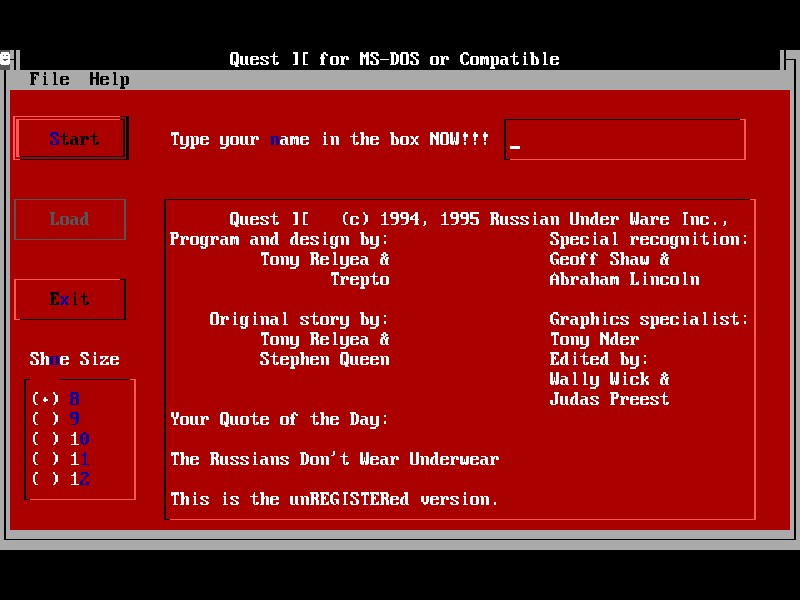 Quest ][ for MS-DOS or Compatible
File Help
Start
Type your name in the box NOW!!!
_
Load
Quest ][ (c) 1994, 1995 Russian Under Ware Inc.,
Program and design by: Special recognition:
Tony Relyea & Geoff Shaw &
Trepto Abraham Lincoln
Exit
Original story by: Graphics specialist:
Tony Relyea & Tony Nder
Stephen Queen Edited by:
Wally Wick &
Judas Preest
Shoe Size
(•) 8
( ) 9
( ) 10
( ) 11
( ) 12
Your Quote of the Day:
The Russians Don't Wear Underwear
This is the unREGISTERed version.